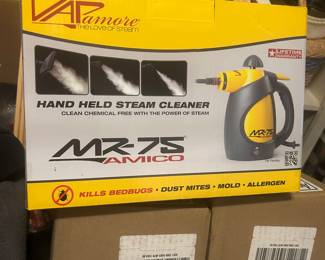 VAPamore
THE LOVE OF STEAM
LIFETIME
HAND HELD STEAM CLEANER
CLEAN CHEMICAL FREE WITH THE POWER OF STEAM
MR-75
MR-75
AMICO
KILLS BEDBUGS • DUST MITES • MOLD • ALLERGEN